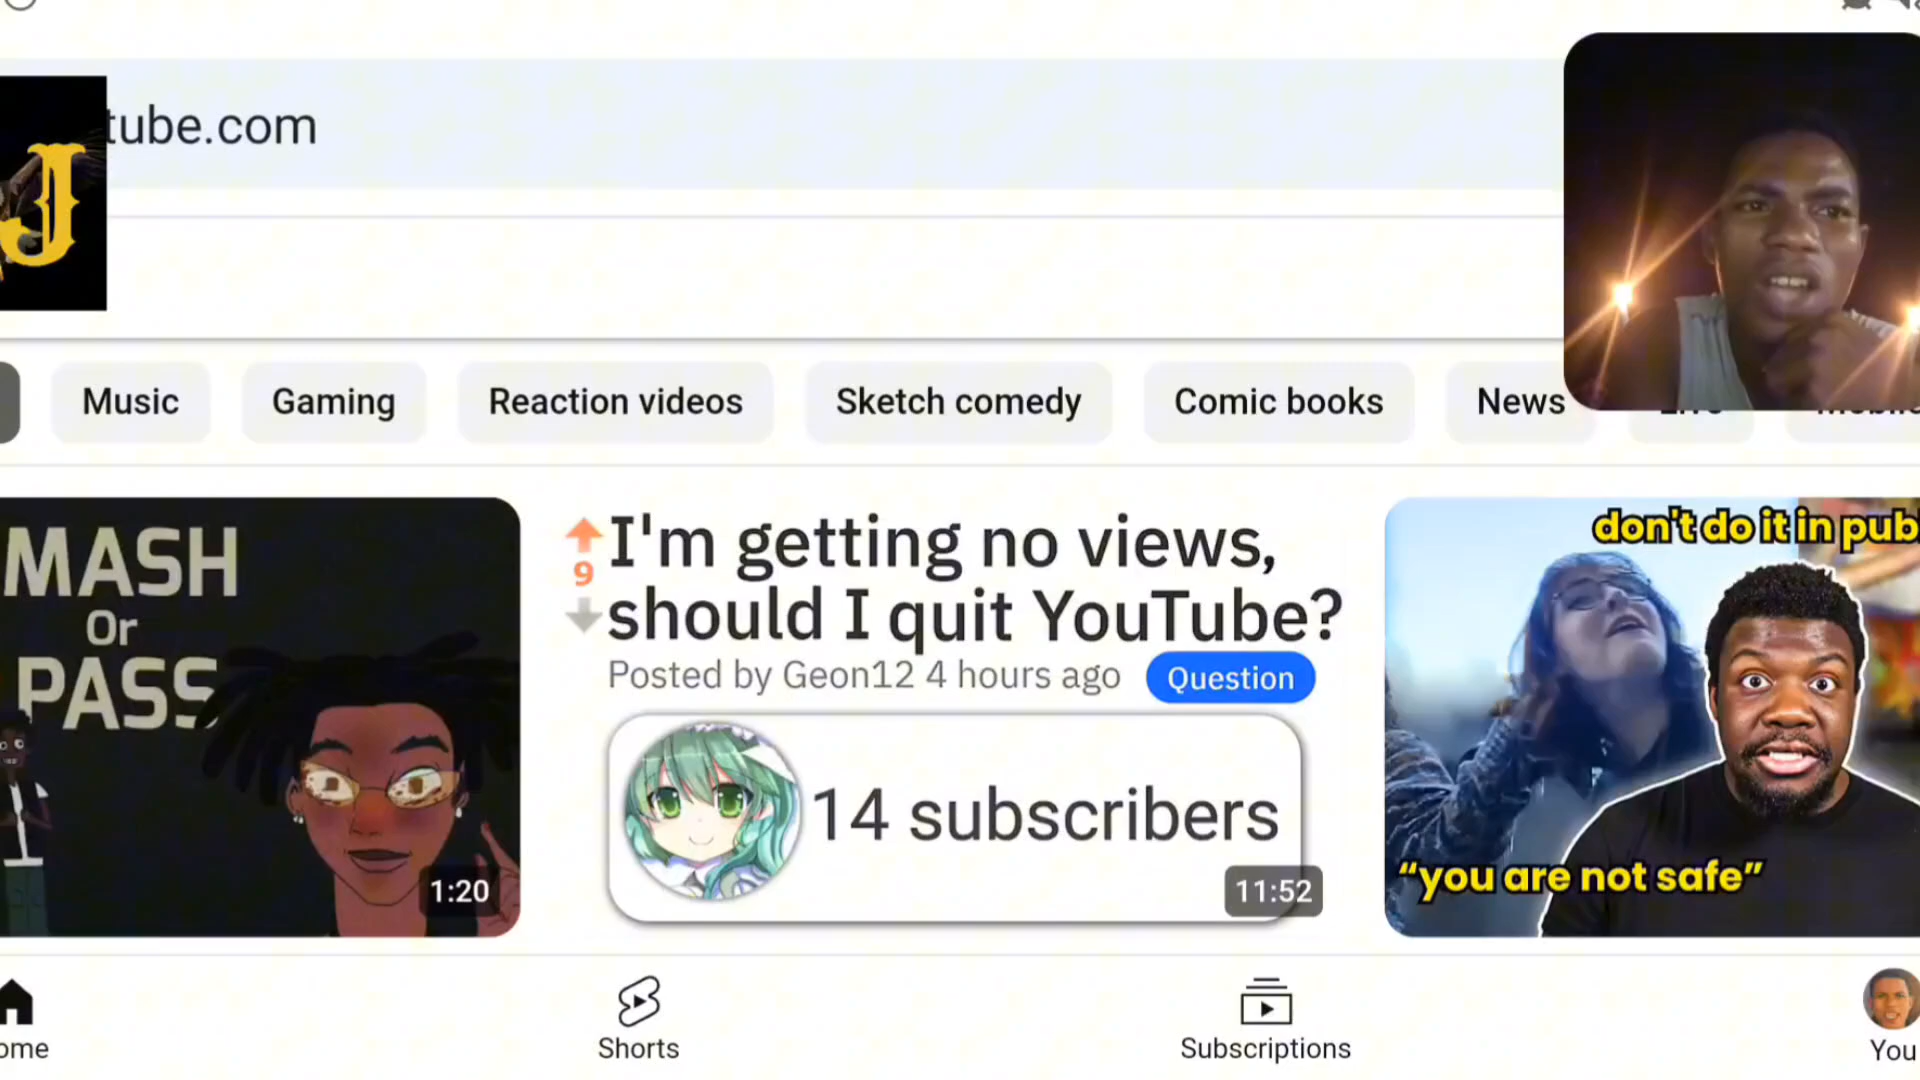 tube.com
J
Music
Gaming
Reaction videos
Sketch comedy
Comic books
News
MASH
Or
PASS
1:20
9
I'm getting no views,
should I quit YouTube?
Posted by Geon12 4 hours ago
Question
14 subscribers
11:52
don't do it in pub
“you are not safe”
ome
Shorts
Subscriptions
You